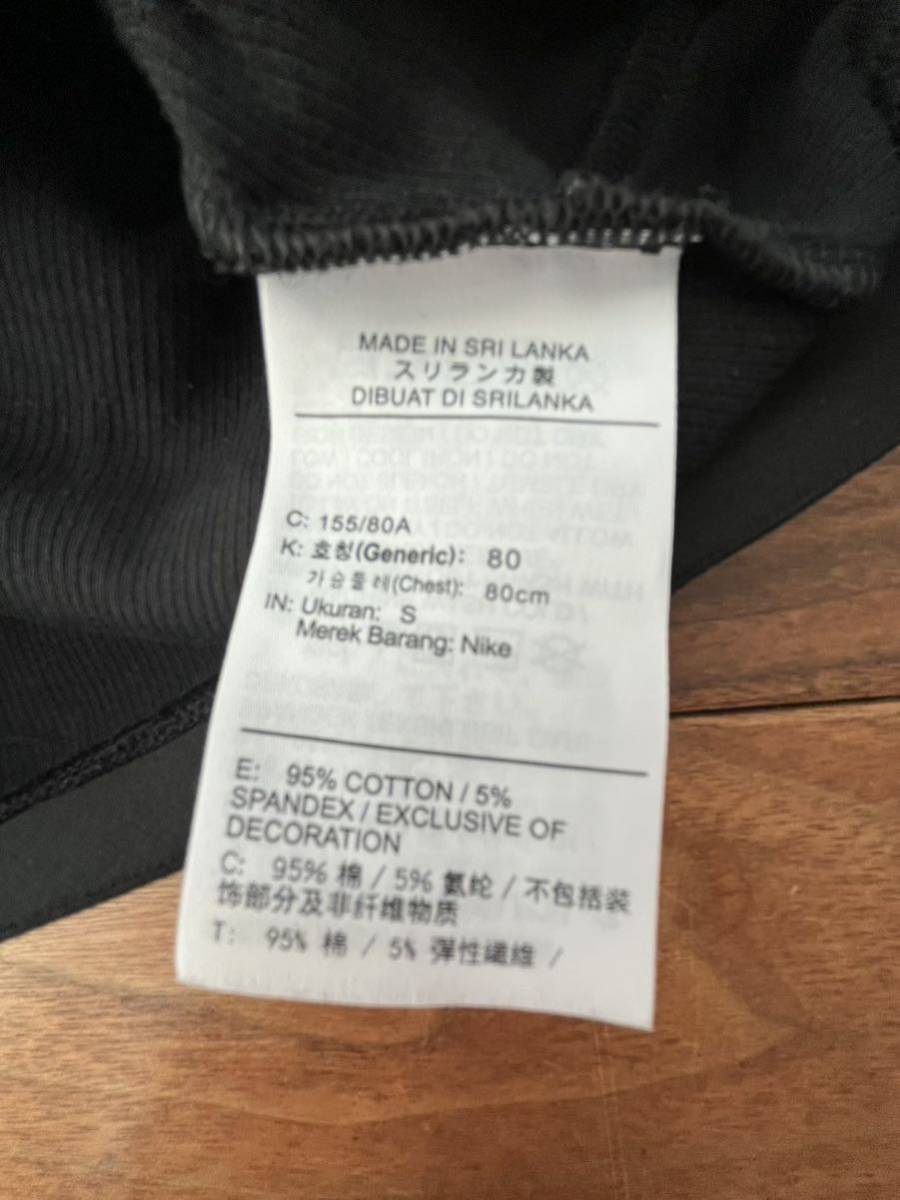 MADE IN SRI LANKA
スリランカ製
DIBUAT DI SRILANKA
C: 155/80A
K: 호칭(Generic): 80
가슴둘레(Chest): 80cm
IN: Ukuran: S
Merek Barang: Nike
E: 95% COTTON / 5%
SPANDEX / EXCLUSIVE OF
DECORATION
C: 95% 棉 / 5% 氨纶 / 不包括装
饰部分及非纤维物质
T: 95% 棉 / 5% 彈性纖維 /